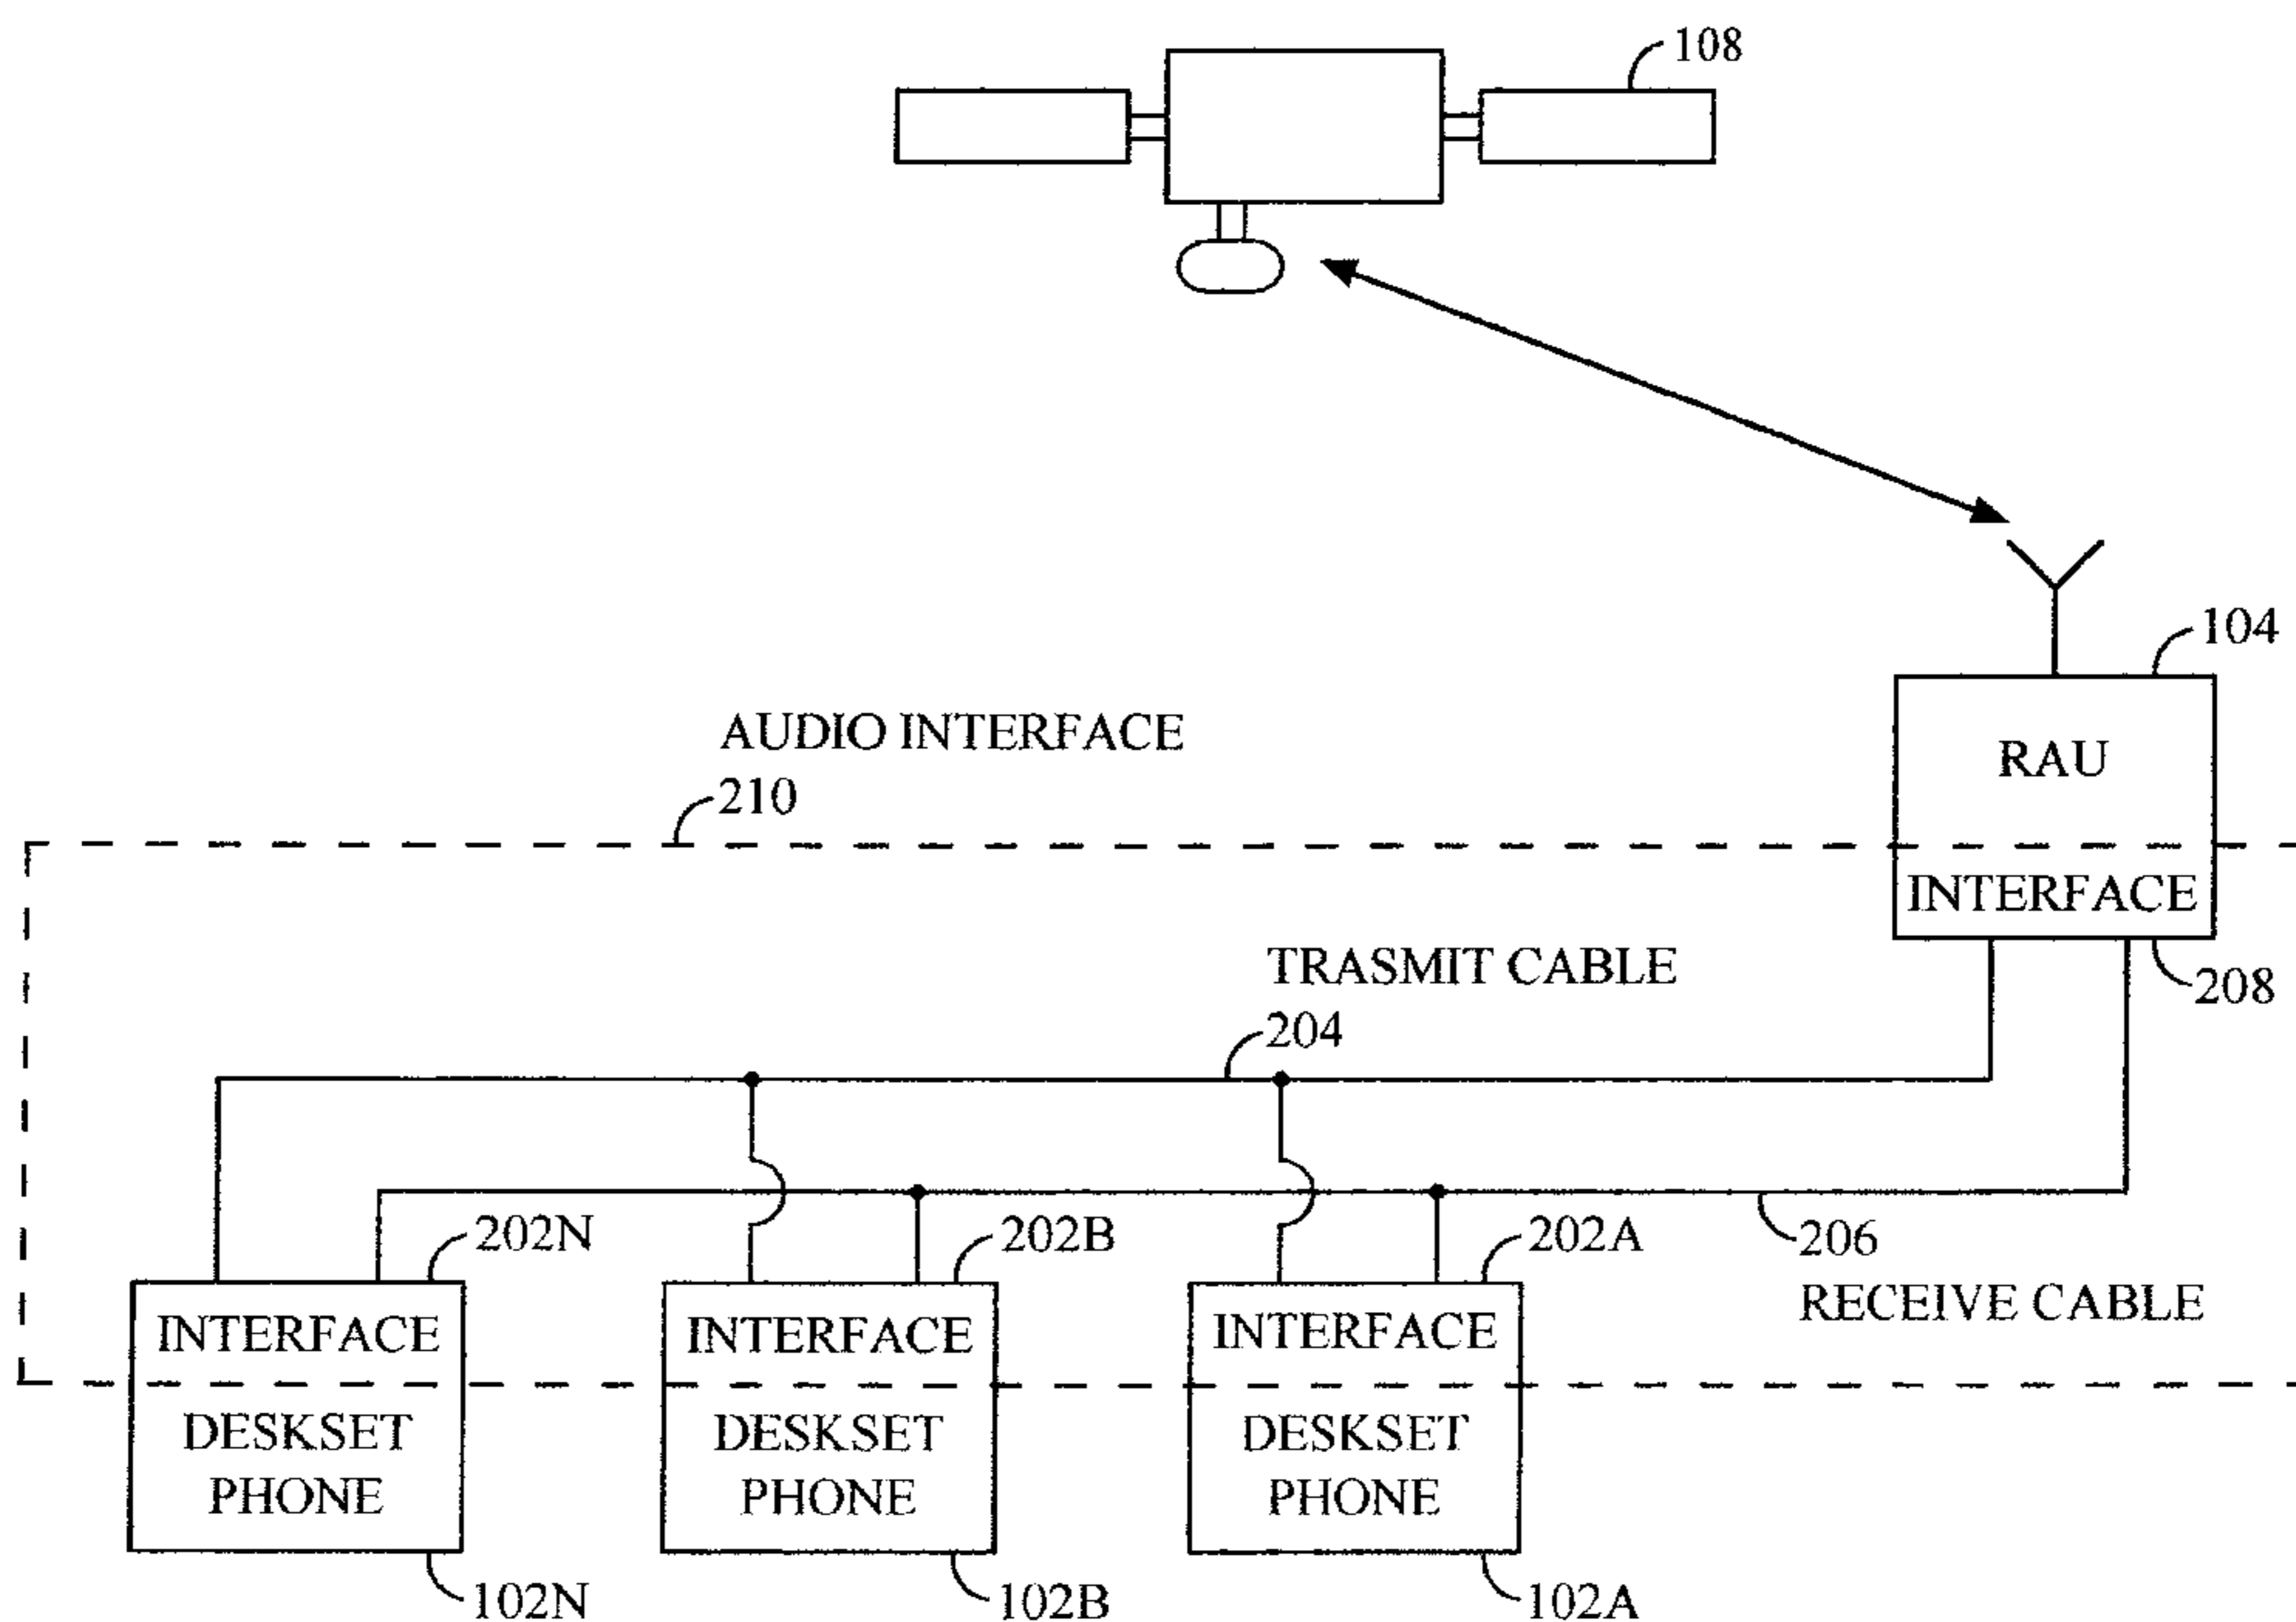 108
104
RAU
AUDIO INTERFACE
210
INTERFACE
208
TRASMIT CABLE
204
202N
202B
202A
206
RECEIVE CABLE
INTERFACE
INTERFACE
INTERFACE
DESKSET
PHONE
DESKSET
PHONE
DESKSET
PHONE
102N
102B
102A